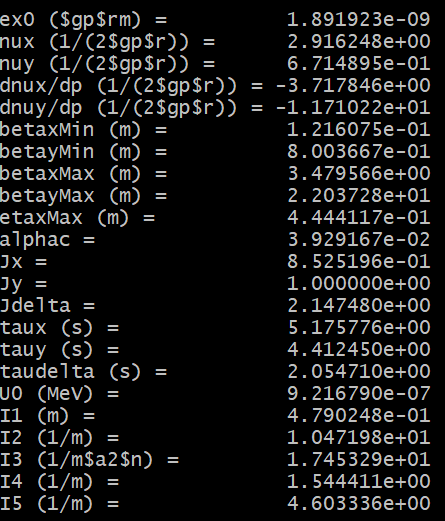 ex0 ($gp$rm) = 1.891923e-09
nux (1/(2$gp$r)) = 2.916248e+00
nuy (1/(2$gp$r)) = 6.714895e-01
dnux/dp (1/(2$gp$r)) = -3.717846e+00
dnuy/dp (1/(2$gp$r)) = -1.171022e+01
betaxMin (m) = 1.216075e-01
betayMin (m) = 8.003667e-01
betaxMax (m) = 3.479566e+00
betayMax (m) = 2.203728e+01
etaxMax (m) = 4.444117e-01
alphac = 3.929167e-02
Jx = 8.525196e-01
Jy = 1.000000e+00
Jdelta = 2.147480e+00
taux (s) = 5.175776e+00
tauy (s) = 4.412450e+00
taudelta (s) = 2.054710e+00
U0 (MeV) = 9.216790e-07
I1 (m) = 4.790248e-01
I2 (1/m) = 1.047198e+01
I3 (1/m$a2$n) = 1.745329e+01
I4 (1/m) = 1.544411e+00
I5 (1/m) = 4.603336e+00